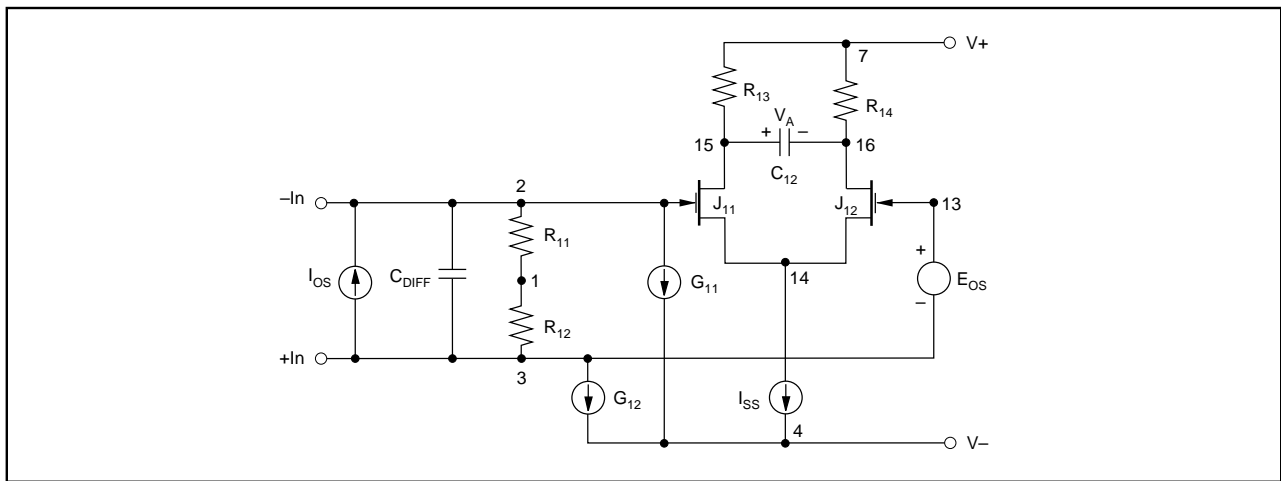 V+
7
R13
R14
VA
+ –
15
16
C12
–In
2
J11
J12
13
R11
+
IOS
CDIFF
1
G11
14
EOS
–
R12
+In
3
G12
ISS
4
V–